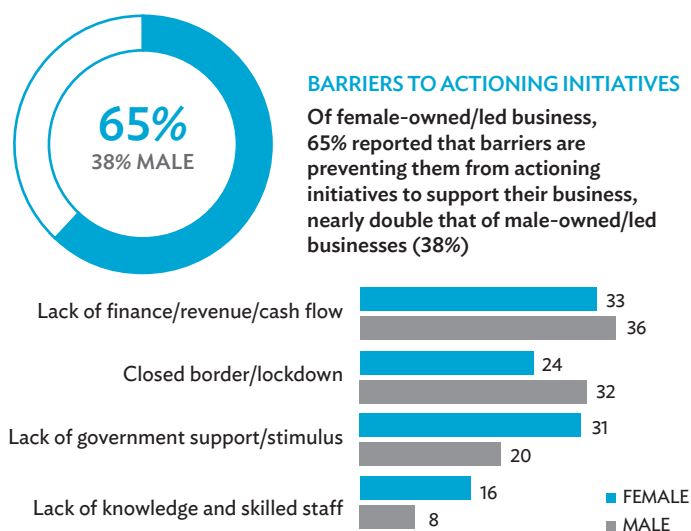 65%
38% MALE
BARRIERS TO ACTIONING INITIATIVES
Of female-owned/led business,
65% reported that barriers are
preventing them from actioning
initiatives to support their business,
nearly double that of male-owned/led
businesses (38%)
Lack of finance/revenue/cash flow
33
36
Closed border/lockdown
24
32
Lack of government support/stimulus
31
20
Lack of knowledge and skilled staff
16
8
FEMALE
MALE